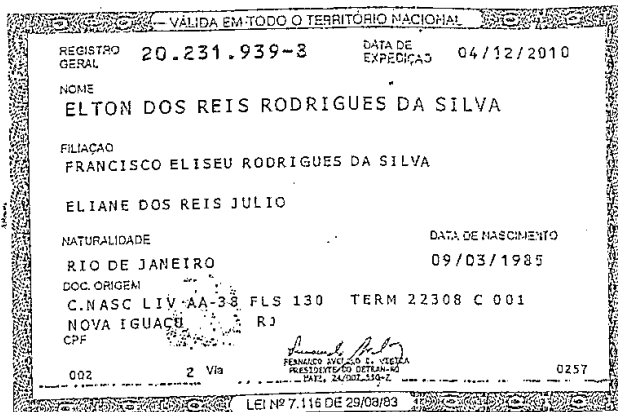 VÁLIDA EM TODO O TERRITÓRIO NACIONAL
REGISTRO GERAL 20.231.939-3 DATA DE EXPEDIÇÃO 04/12/2010
NOME
ELTON DOS REIS RODRIGUES DA SILVA
FILIAÇÃO
FRANCISCO ELISEU RODRIGUES DA SILVA
ELIANE DOS REIS JULIO
NATURALIDADE DATA DE NASCIMENTO
RIO DE JANEIRO 09/03/1985
DOC. ORIGEM
C.NASC LIV AA-38 FLS 130 TERM 22308 C 001
NOVA IGUAÇU RJ
CPF
002 2 Via 0257
PRESIDENTE DO DETRAN-RJ
LEI Nº 7.116 DE 29/08/83